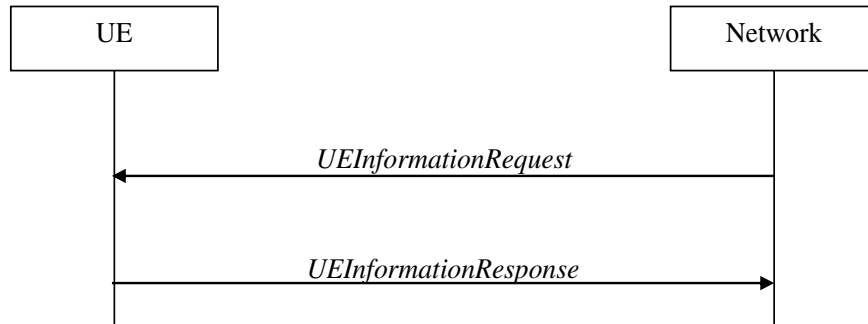 UE
Network
UEInformationRequest
UEInformationResponse